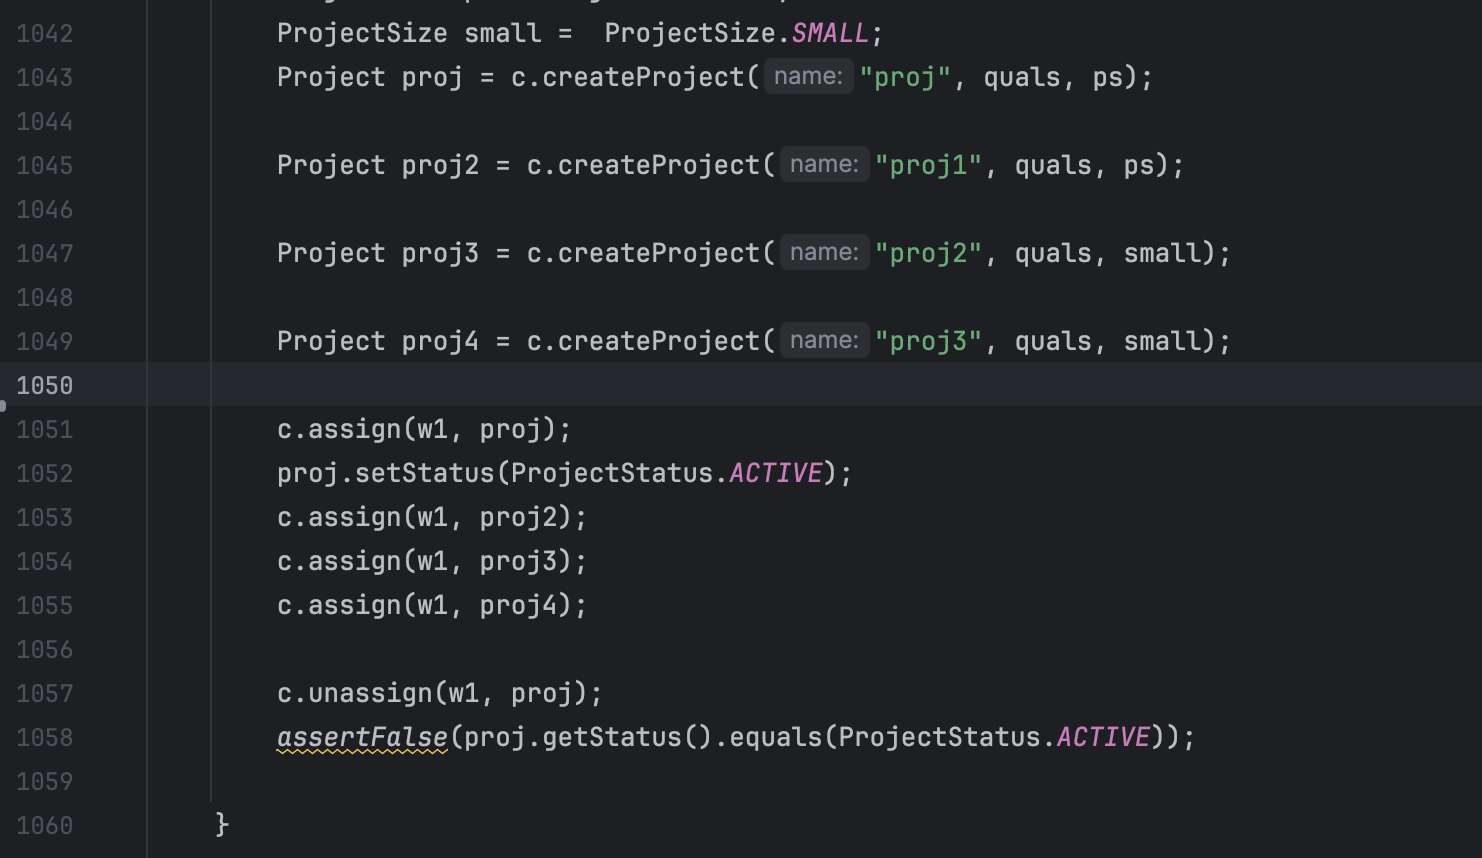 1042 ProjectSize small =  ProjectSize.SMALL;
1043 Project proj = c.createProject( name: "proj", quals, ps);
1044
1045 Project proj2 = c.createProject( name: "proj1", quals, ps);
1046
1047 Project proj3 = c.createProject( name: "proj2", quals, small);
1048
1049 Project proj4 = c.createProject( name: "proj3", quals, small);
1050
1051 c.assign(w1, proj);
1052 proj.setStatus(ProjectStatus.ACTIVE);
1053 c.assign(w1, proj2);
1054 c.assign(w1, proj3);
1055 c.assign(w1, proj4);
1056
1057 c.unassign(w1, proj);
1058 assertFalse(proj.getStatus().equals(ProjectStatus.ACTIVE));
1059
1060 }